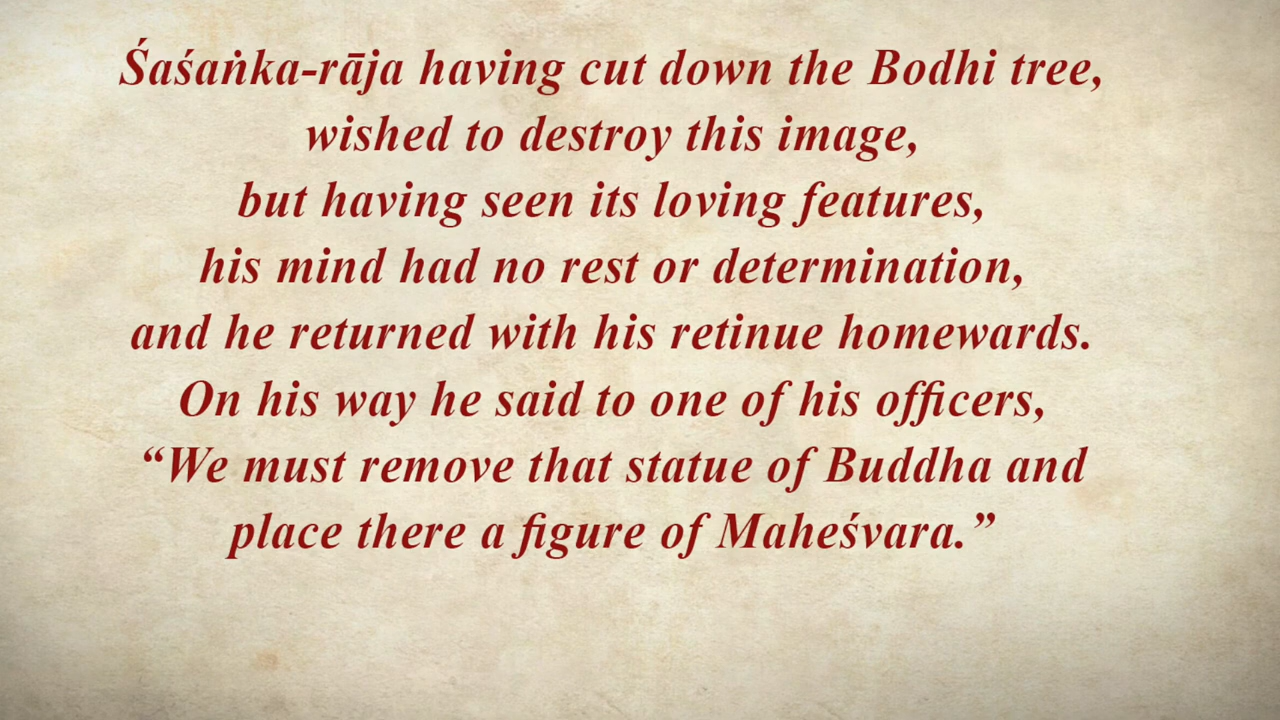 Śaśaṅka-rāja having cut down the Bodhi tree,
wished to destroy this image,
but having seen its loving features,
his mind had no rest or determination,
and he returned with his retinue homewards.
On his way he said to one of his officers,
“We must remove that statue of Buddha and
place there a figure of Maheśvara.”